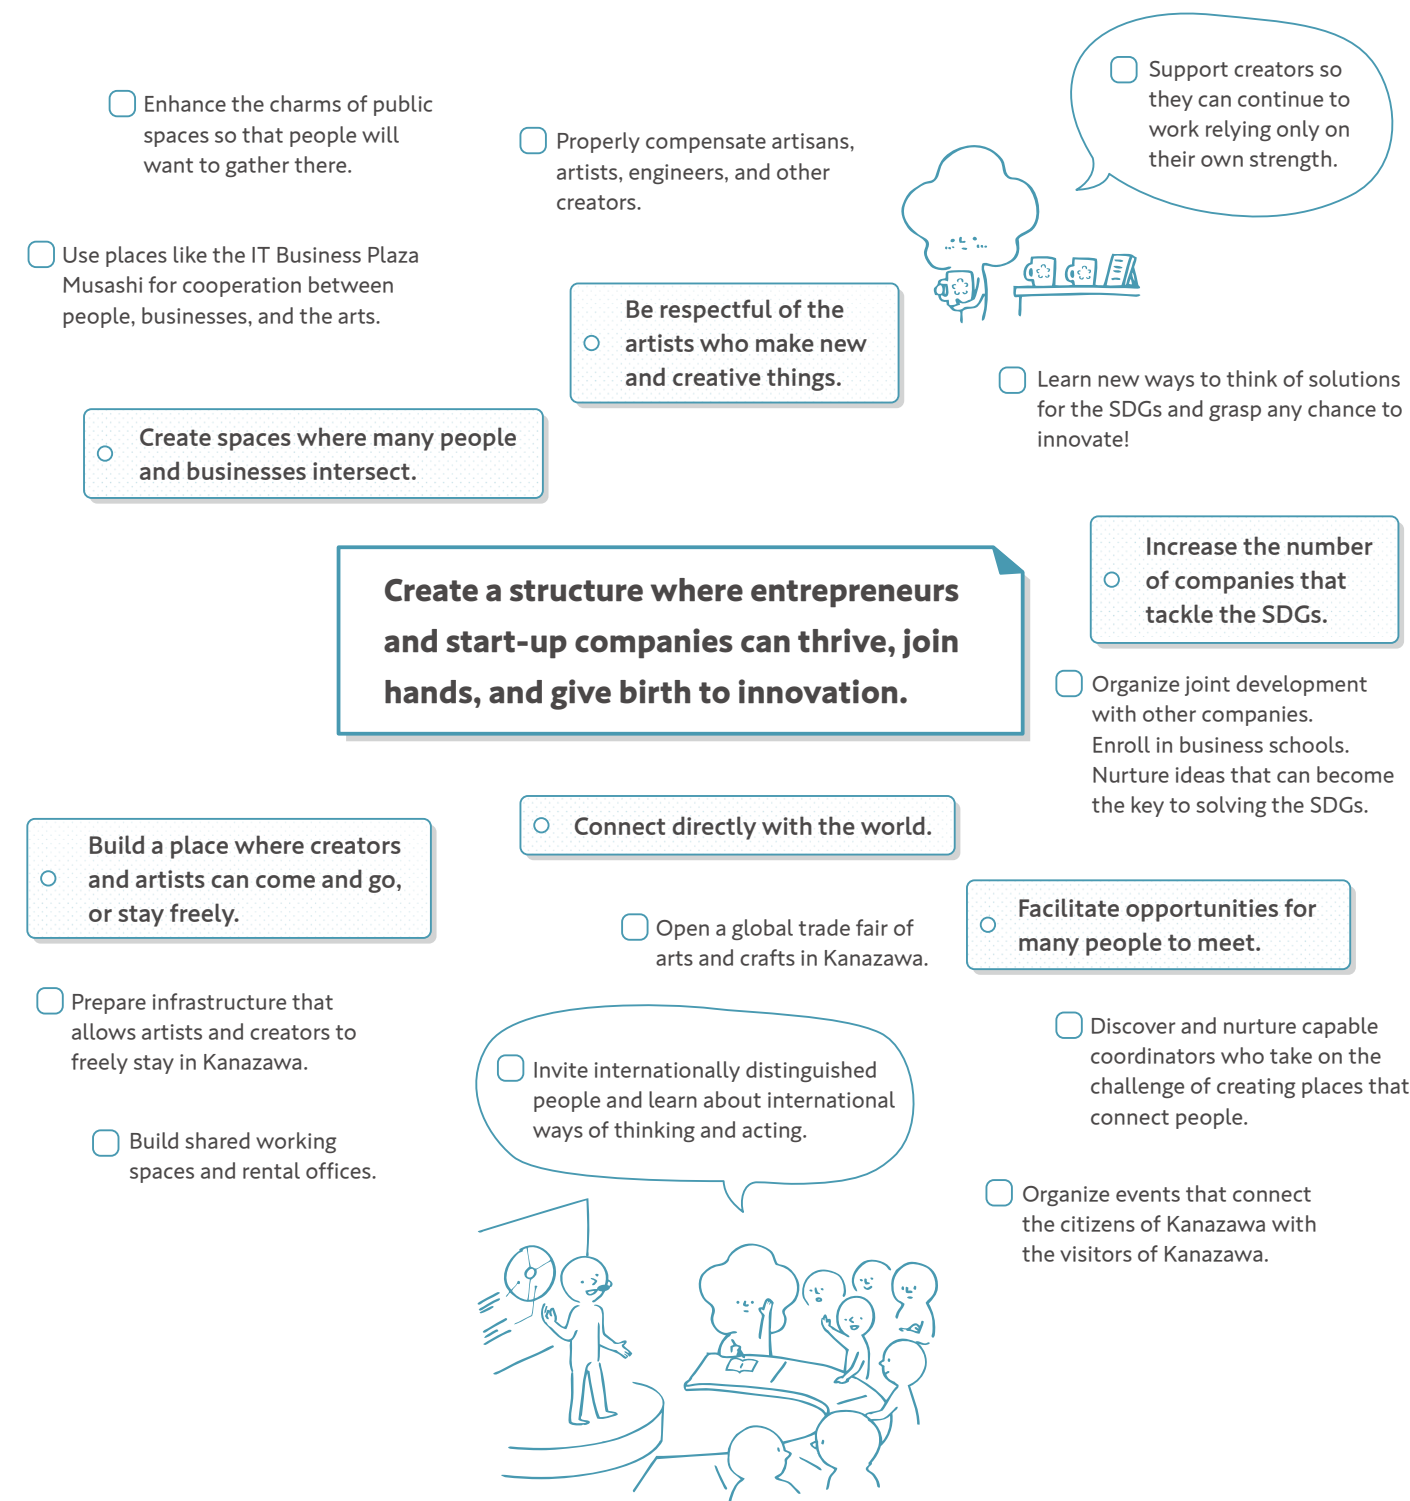 Support creators so
they can continue to
work relying only on
their own strength.
Enhance the charms of public
spaces so that people will
want to gather there.
Properly compensate artisans,
artists, engineers, and other
creators.
Use places like the IT Business Plaza
Musashi for cooperation between
people, businesses, and the arts.
Be respectful of the
artists who make new
and creative things.
Learn new ways to think of solutions
for the SDGs and grasp any chance to
innovate!
Create spaces where many people
and businesses intersect.
Increase the number
of companies that
tackle the SDGs.
Create a structure where entrepreneurs
and start-up companies can thrive, join
hands, and give birth to innovation.
Organize joint development
with other companies.
Enroll in business schools.
Nurture ideas that can become
the key to solving the SDGs.
Connect directly with the world.
Build a place where creators
and artists can come and go,
or stay freely.
Facilitate opportunities for
many people to meet.
Open a global trade fair of
arts and crafts in Kanazawa.
Prepare infrastructure that
allows artists and creators to
freely stay in Kanazawa.
Discover and nurture capable
coordinators who take on the
challenge of creating places that
connect people.
Invite internationally distinguished
people and learn about international
ways of thinking and acting.
Build shared working
spaces and rental offices.
Organize events that connect
the citizens of Kanazawa with
the visitors of Kanazawa.